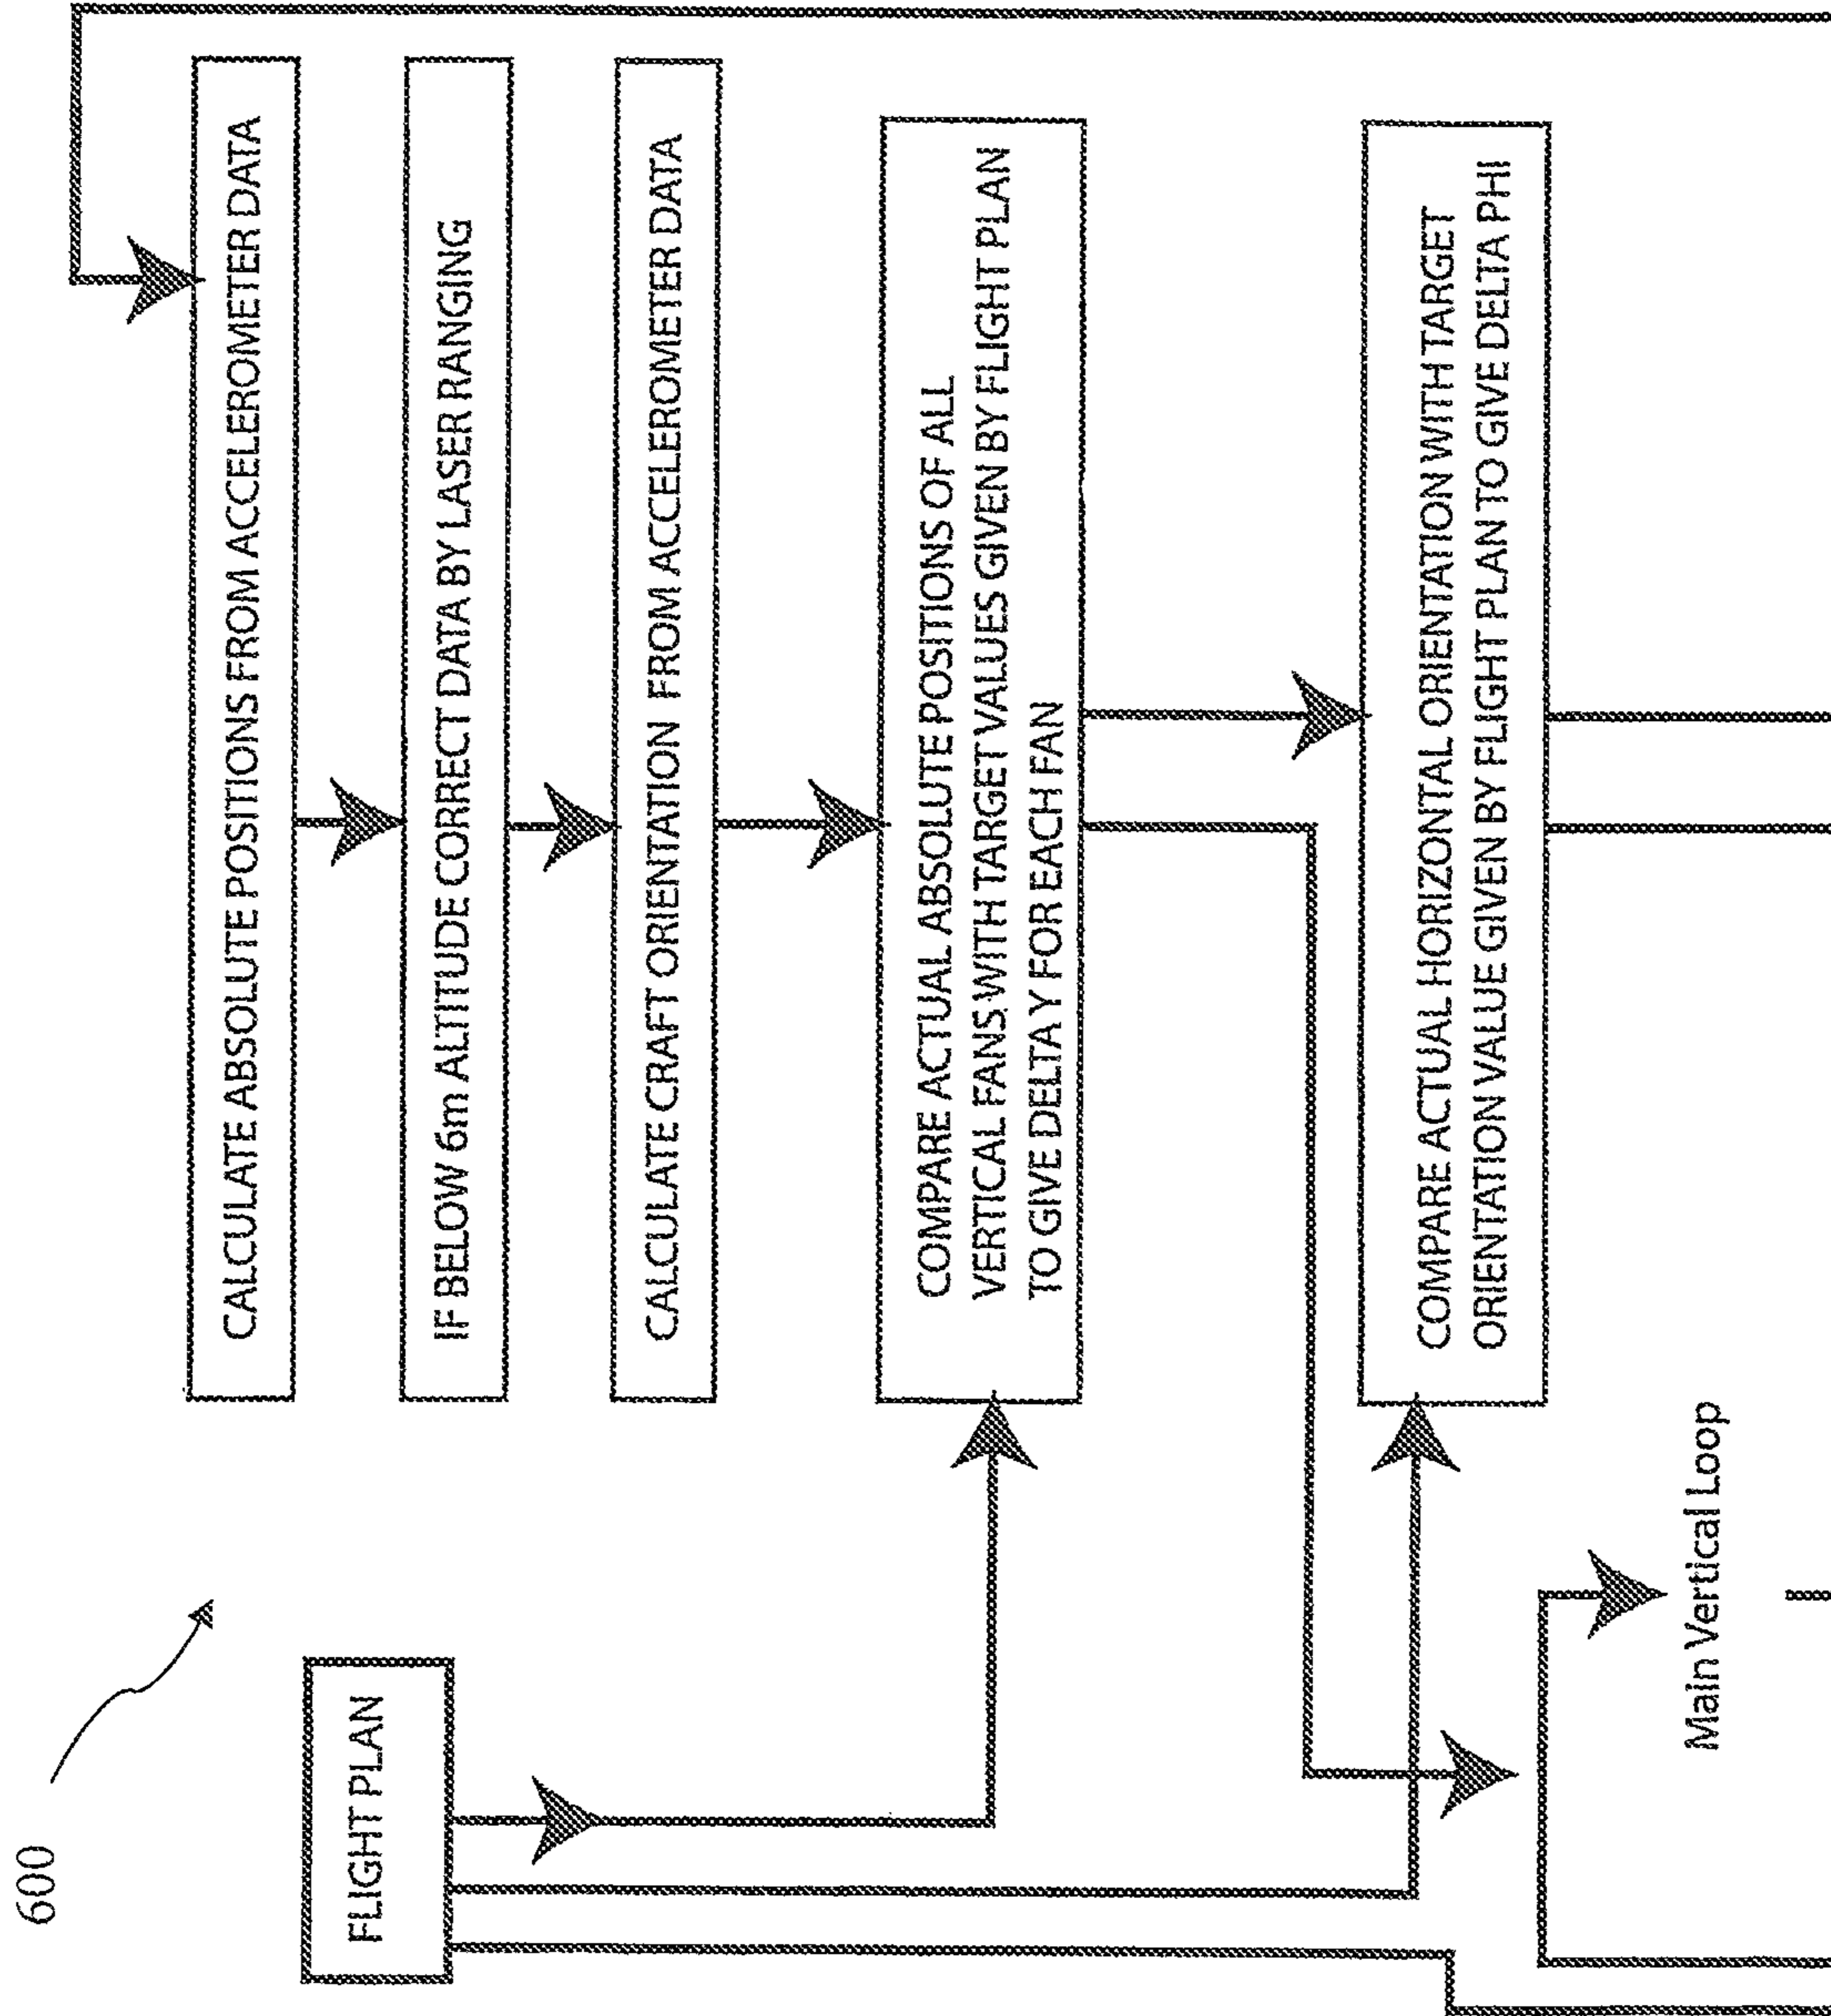 600
FLIGHT PLAN
CALCULATE ABSOLUTE POSITIONS FROM ACCELEROMETER DATA
IF BELOW 6m ALTITUDE CORRECT DATA BY LASER RANGING
CALCULATE CRAFT ORIENTATION FROM ACCELEROMETER DATA
COMPARE ACTUAL ABSOLUTE POSITIONS OF ALL
VERTICAL FANS WITH TARGET VALUES GIVEN BY FLIGHT PLAN
TO GIVE DELTA Y FOR EACH FAN
COMPARE ACTUAL HORIZONTAL ORIENTATION WITH TARGET
ORIENTATION VALUE GIVEN BY FLIGHT PLAN TO GIVE DELTA PHI
Main Vertical Loop